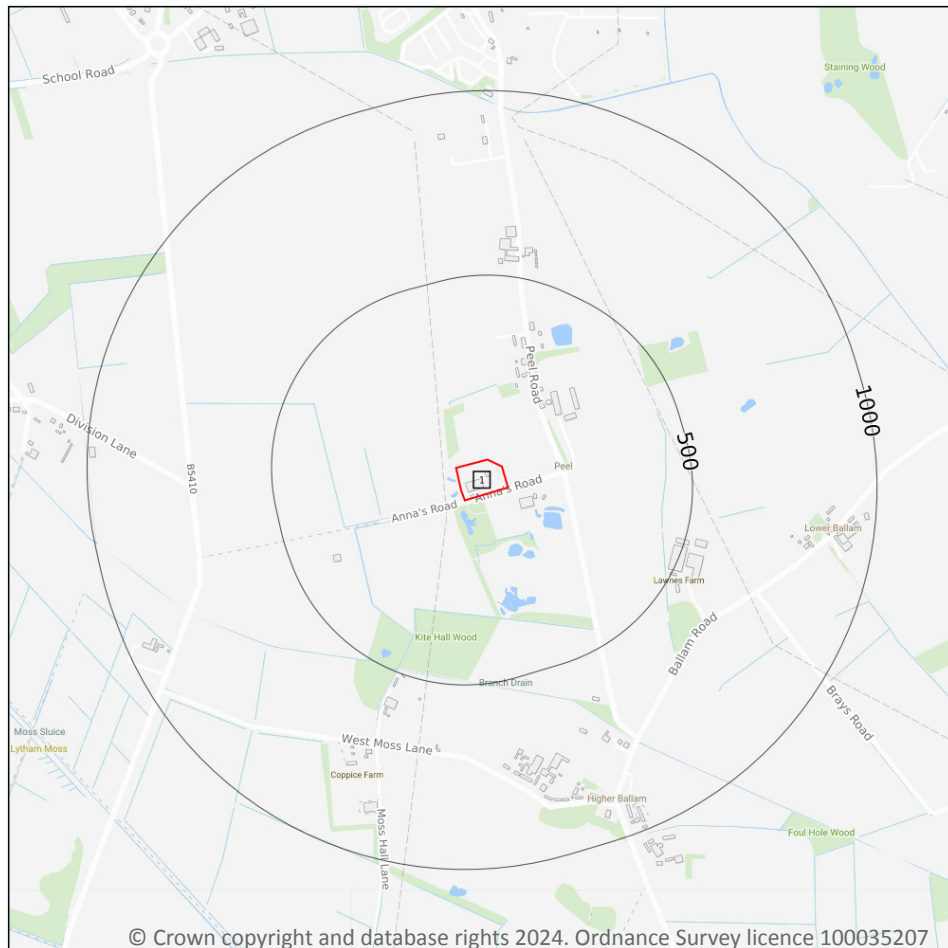 School Road
Staining Wood
Peel Road
1000
Division Lane
B5410
500
Peel
1
Anna's Road
Anna's Road
Lower Ballam
Lawnes Farm
Kite Hall Wood
Ballam Road
Branch Drain
Brays Road
Moss Sluice
Lytham Moss
West Moss Lane
Coppice Farm
Higher Ballam
Moss Hall Lane
Foul Hole Wood
© Crown copyright and database rights 2024. Ordnance Survey licence 100035207